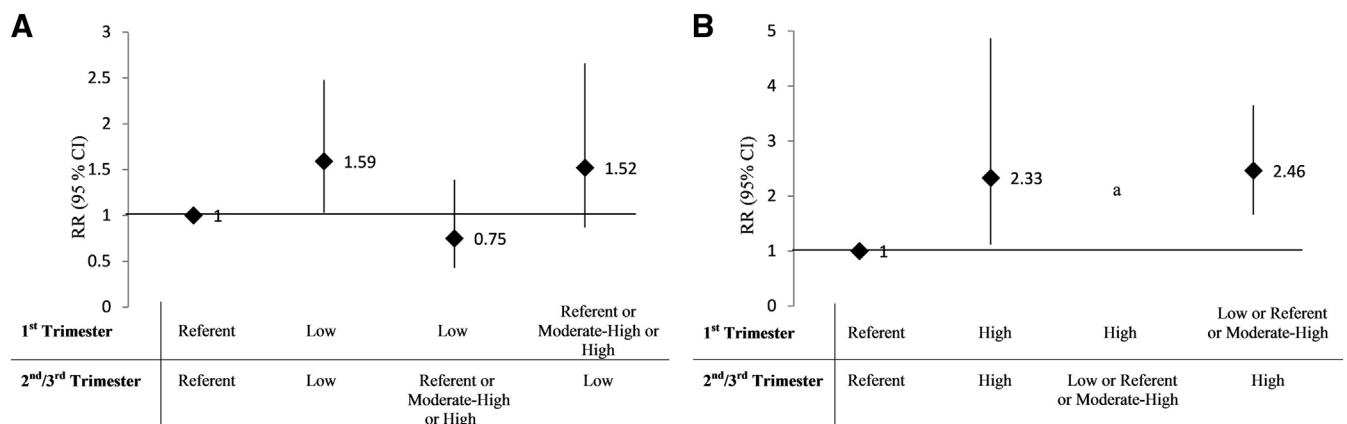 A
3
2.5
2
1.5
1
0.5
0
RR (95 % CI)
1
1.59
0.75
1.52
1st Trimester
Referent
Low
Low
Referent or
Moderate-High or
High
2nd/3rd Trimester
Referent
Low
Referent or
Moderate-High
or High
Low
B
5
4
3
2
1
0
RR (95% CI)
1
2.33
a
2.46
1st Trimester
Referent
High
High
Low or Referent
or Moderate-High
2nd/3rd Trimester
Referent
High
Low or Referent
or Moderate-High
High